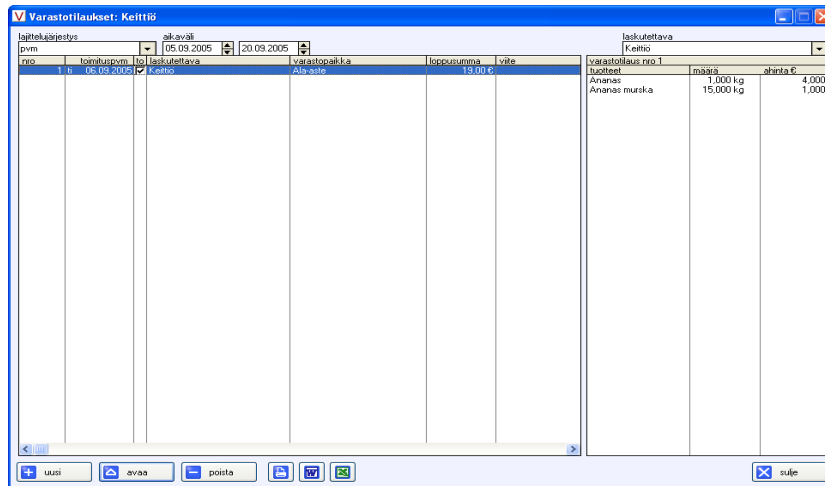 Varastotilaukset: Keittiö
lajittelujärjestys aikaväli laskutettava
pvm 05.09.2005 20.09.2005 Keittiö
nro toimituspvm to laskutettava varastopaikka loppusumma viite
1 ti 06.09.2005 Keittiö Ala-aste 19,00 €
varastotilaus nro 1
tuotteet määrä ahinta €
Ananas 1,000 kg 4,000
Ananas murska 15,000 kg 1,000
uusi avaa poista sulje